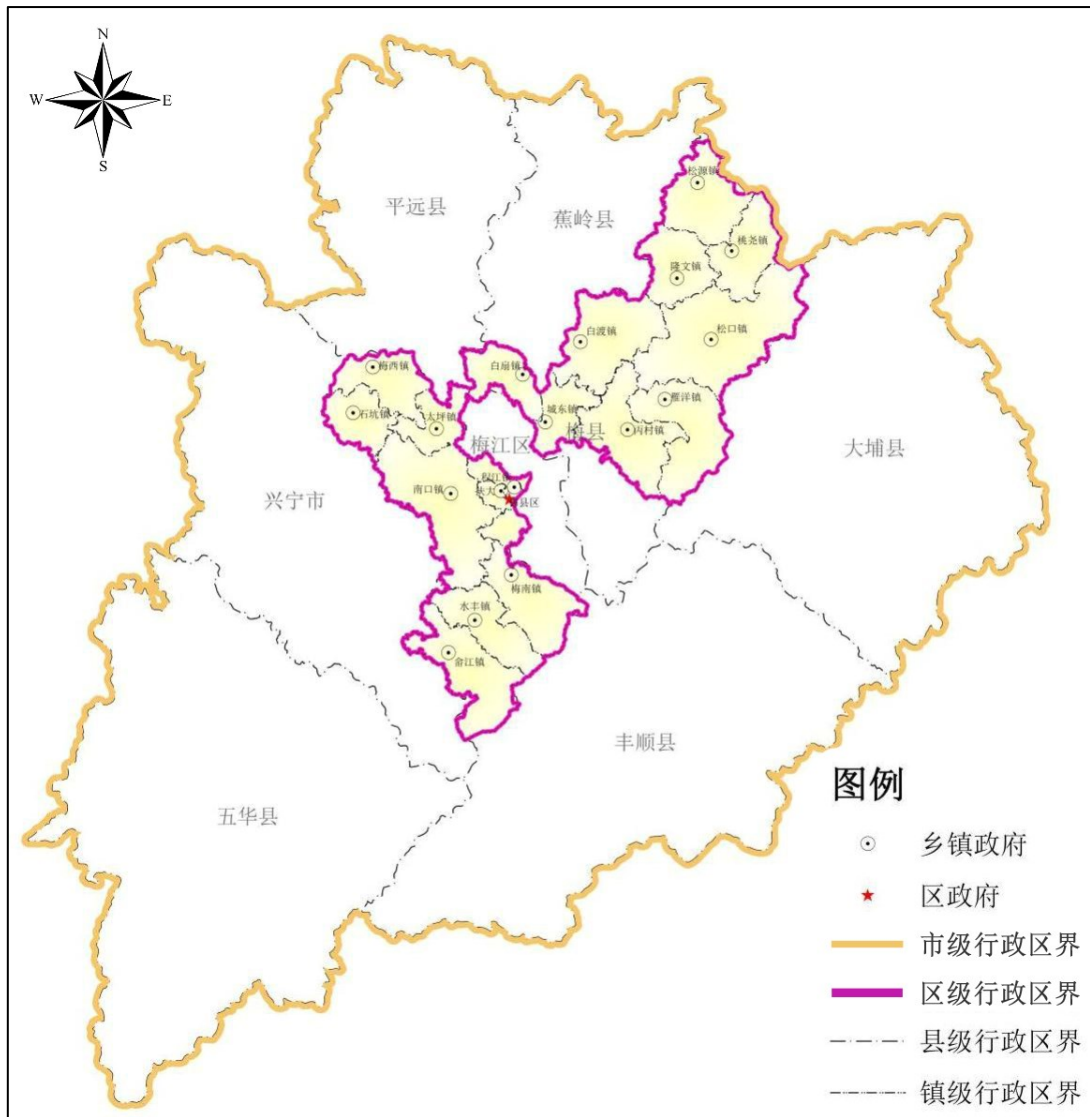 N
W
E
S
松源镇
平远县
蕉岭县
桃尧镇
隆文镇
白渡镇
松口镇
梅西镇
白扇镇
雁洋镇
石坑镇
大坪镇
城东镇
梅县
丙村镇
梅江区
大埔县
南口镇
兴宁市
县区
梅南镇
水丰镇
畲江镇
丰顺县
五华县
图例
乡镇政府
区政府
市级行政区界
区级行政区界
县级行政区界
镇级行政区界